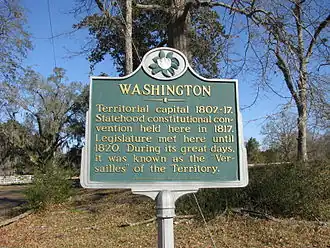 WASHINGTON
Territorial capital 1802-17.
Statehood constitutional con-
vention held here in 1817.
Legislature met here until
1820. During its great days,
it was known as the "Ver-
sailles" of the Territory.